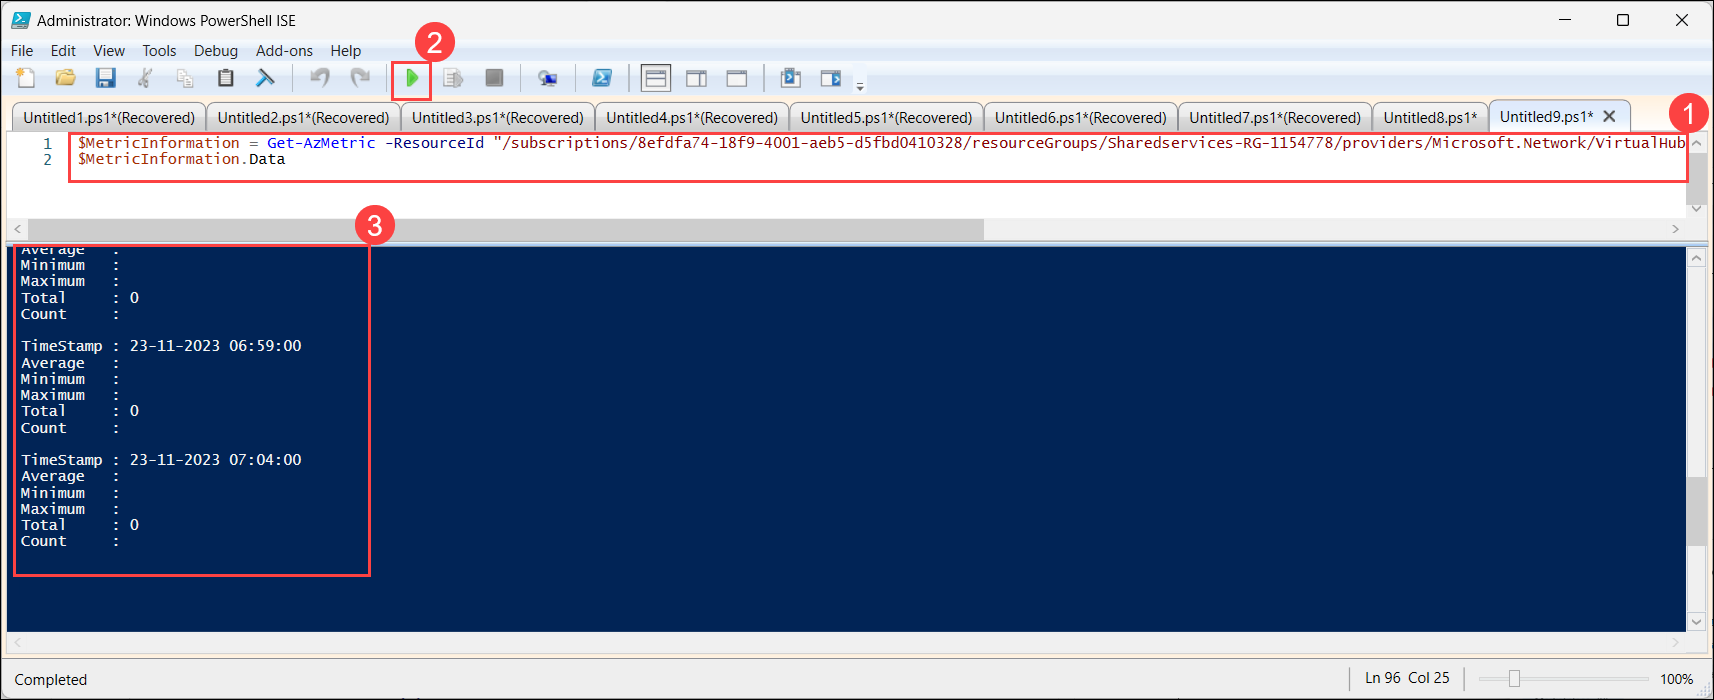 Administrator: Windows PowerShell ISE
File Edit View Tools Debug Add-ons Help
2
Untitled1.ps1*(Recovered) Untitled2.ps1*(Recovered) Untitled3.ps1*(Recovered) Untitled4.ps1*(Recovered) Untitled5.ps1*(Recovered) Untitled6.ps1*(Recovered) Untitled7.ps1*(Recovered) Untitled8.ps1* Untitled9.ps1*
1
1 $MetricInformation = Get-AzMetric -ResourceId "/subscriptions/8efdfa74-18f9-4001-aeb5-d5fbd0410328/resourceGroups/Sharedservices-RG-1154778/providers/Microsoft.Network/VirtualHub
2 $MetricInformation.Data
3
Average :
Minimum :
Maximum :
Total : 0
Count :
TimeStamp : 23-11-2023 06:59:00
Average :
Minimum :
Maximum :
Total : 0
Count :
TimeStamp : 23-11-2023 07:04:00
Average :
Minimum :
Maximum :
Total : 0
Count :
Completed
Ln 96 Col 25
100%